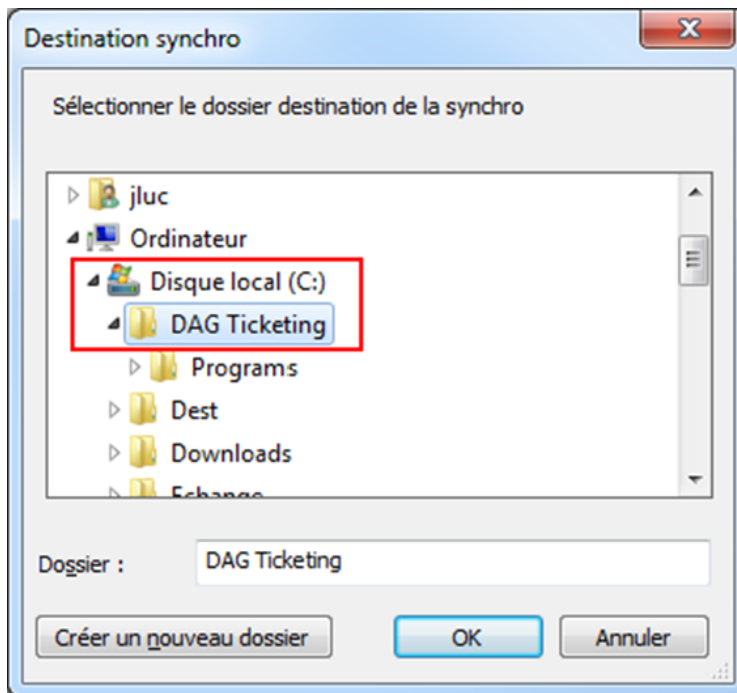 Destination synchro
Sélectionner le dossier destination de la synchro
jluc
Ordinateur
Disque local (C:)
DAG Ticketing
Programs
Dest
Downloads
Echange
Dossier :
DAG Ticketing
Créer un nouveau dossier
OK
Annuler